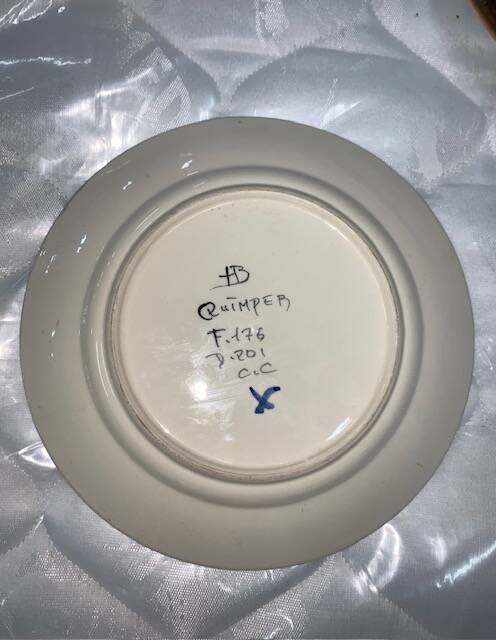 HB
QUIMPER
F.176
D.201
C.C
X